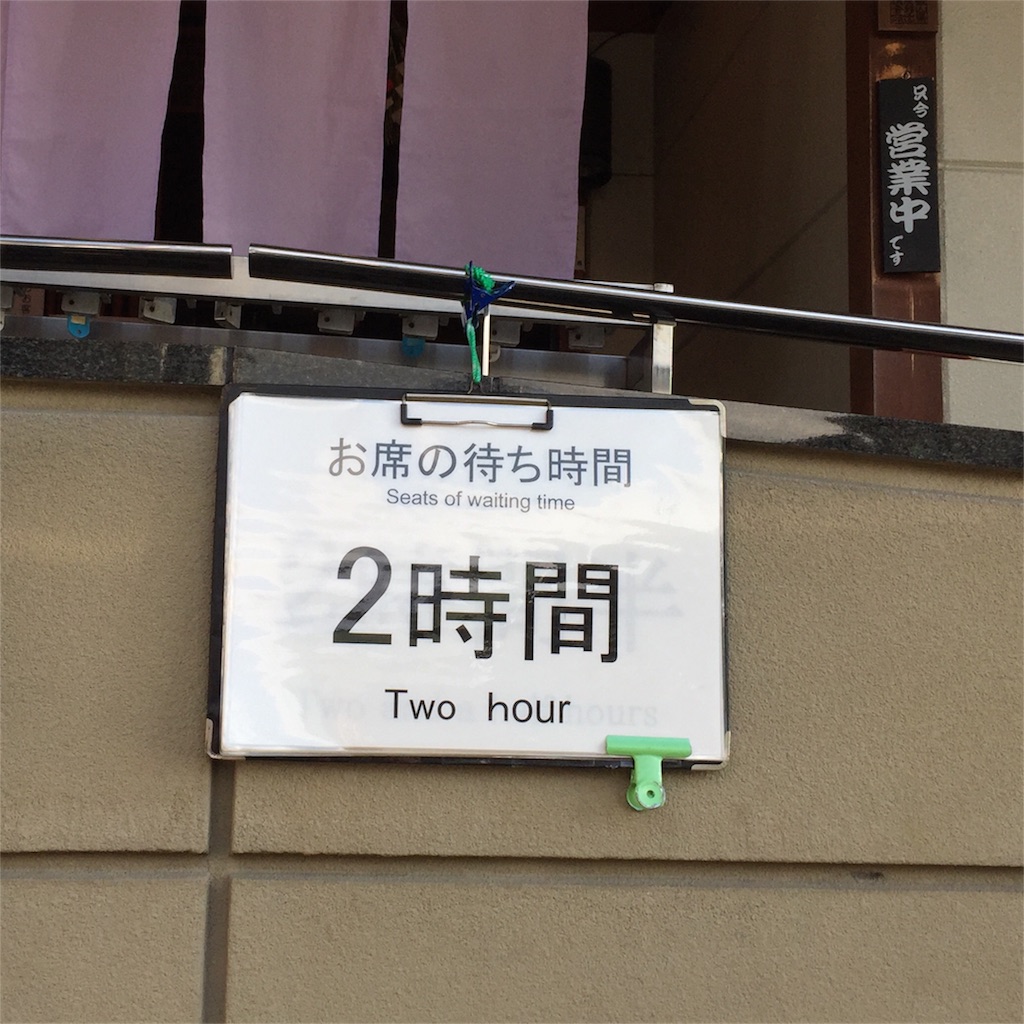 只今
営業中
です
お席の待ち時間
Seats of waiting time
2時間
Two hour